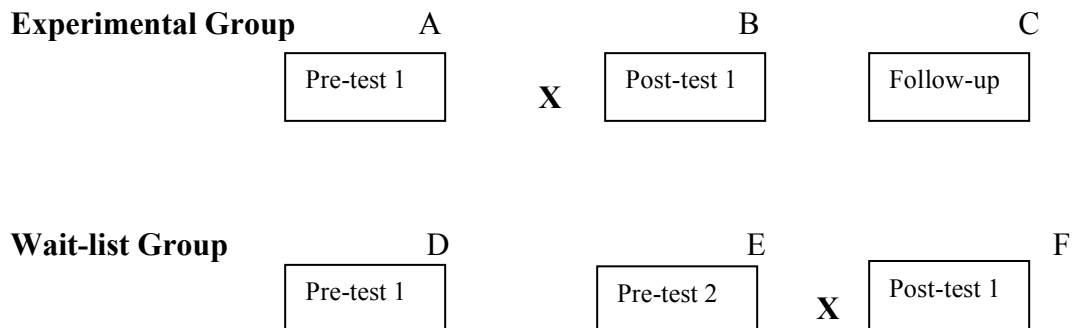 Experimental Group A B C
Pre-test 1 X Post-test 1 Follow-up
Wait-list Group D E F
Pre-test 1 Pre-test 2 X Post-test 1